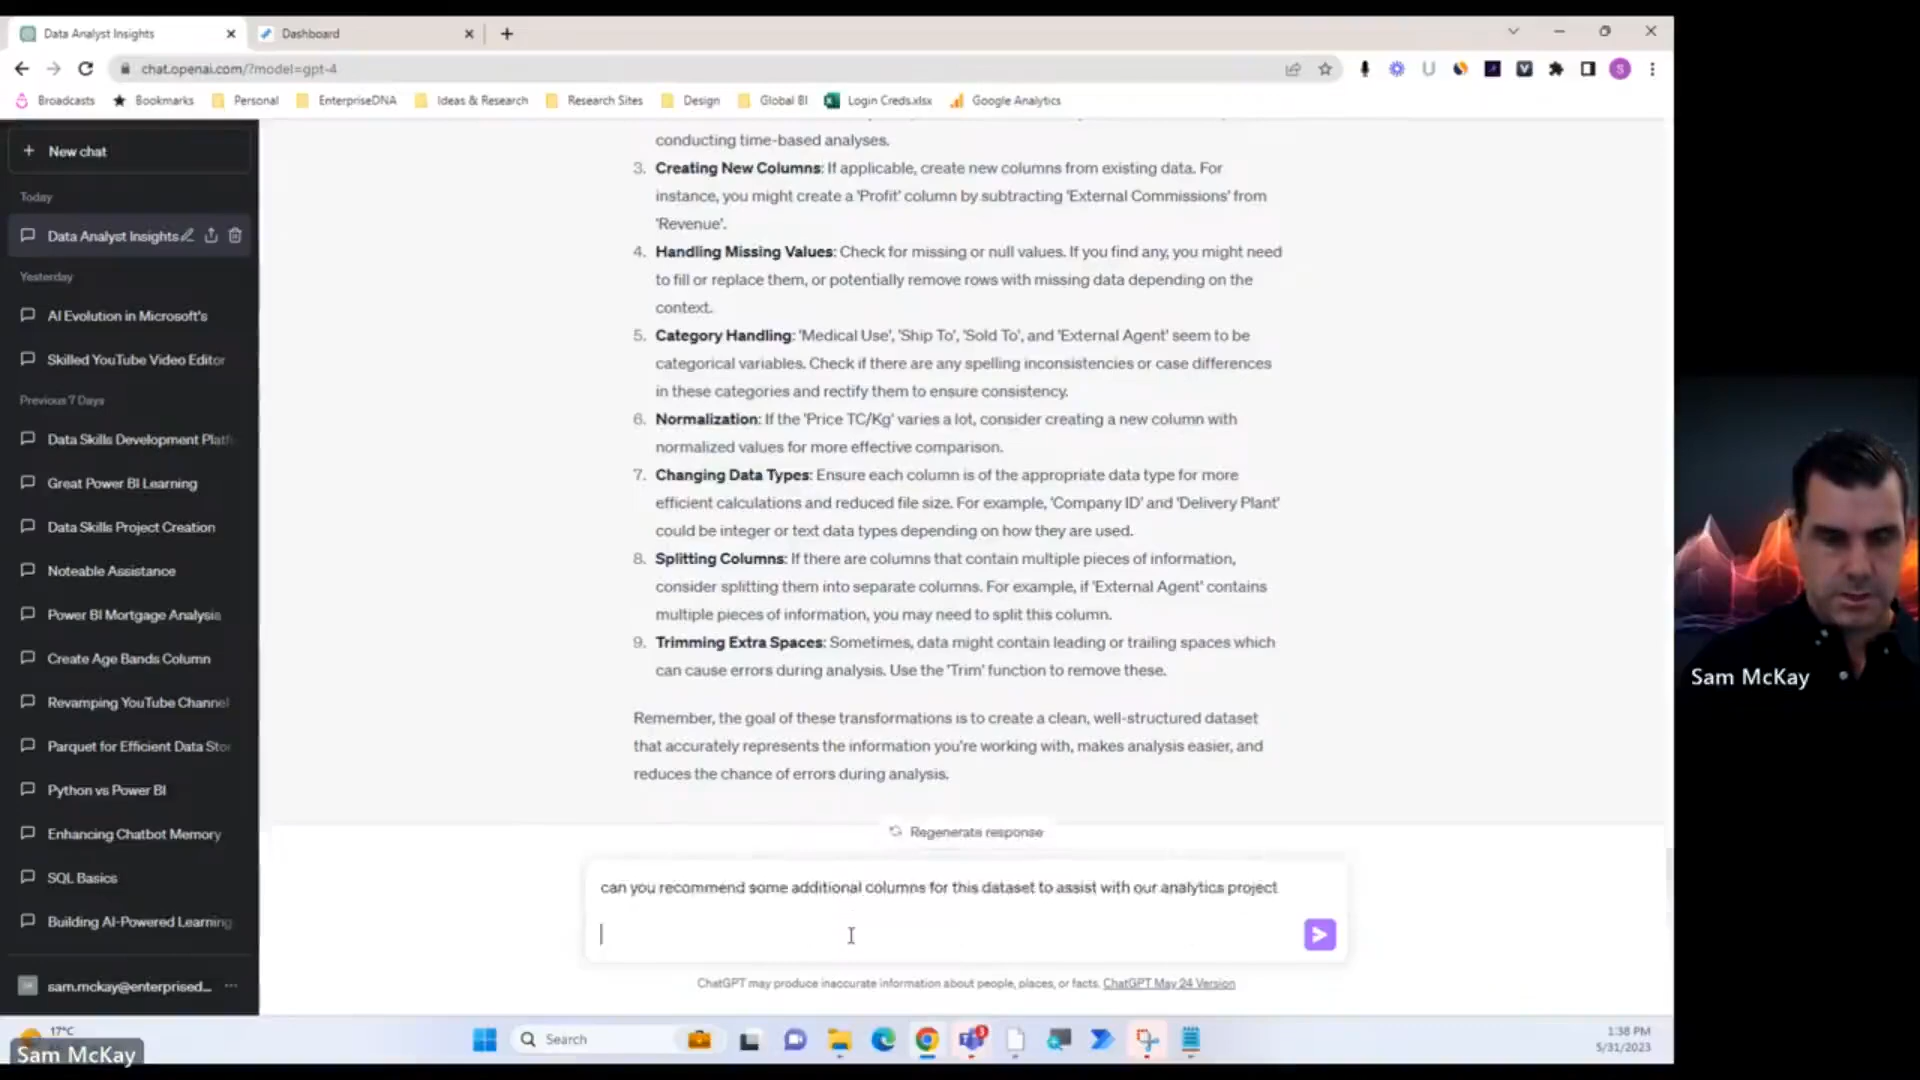 Data Analyst Insights
Dashboard
chat.openai.com/?model=gpt-4
Broadcasts
Bookmarks
Personal
EnterpriseDNA
Ideas & Research
Research Sites
Design
Global BI
Login Creds.xlsx
Google Analytics
New chat
Today
Data Analyst Insights
Yesterday
AI Evolution in Microsoft's
Skilled YouTube Video Editor
Previous 7 Days
Data Skills Development Platf
Great Power BI Learning
Data Skills Project Creation
Noteable Assistance
Power BI Mortgage Analysis
Create Age Bands Column
Revamping YouTube Channel
Parquet for Efficient Data Stor
Python vs Power BI
Enhancing Chatbot Memory
SQL Basics
Building AI-Powered Learning
sam.mckay@enterprised...
conducting time-based analyses.
3. Creating New Columns: If applicable, create new columns from existing data. For
instance, you might create a 'Profit' column by subtracting 'External Commissions' from
'Revenue'.
4. Handling Missing Values: Check for missing or null values. If you find any, you might need
to fill or replace them, or potentially remove rows with missing data depending on the
context.
5. Category Handling: 'Medical Use', 'Ship To', 'Sold To', and 'External Agent' seem to be
categorical variables. Check if there are any spelling inconsistencies or case differences
in these categories and rectify them to ensure consistency.
6. Normalization: If the 'Price TC/Kg' varies a lot, consider creating a new column with
normalized values for more effective comparison.
7. Changing Data Types: Ensure each column is of the appropriate data type for more
efficient calculations and reduced file size. For example, 'Company ID' and 'Delivery Plant'
could be integer or text data types depending on how they are used.
8. Splitting Columns: If there are columns that contain multiple pieces of information,
consider splitting them into separate columns. For example, if 'External Agent' contains
multiple pieces of information, you may need to split this column.
9. Trimming Extra Spaces: Sometimes, data might contain leading or trailing spaces which
can cause errors during analysis. Use the 'Trim' function to remove these.
Remember, the goal of these transformations is to create a clean, well-structured dataset
that accurately represents the information you're working with, makes analysis easier, and
reduces the chance of errors during analysis.
Regenerate response
can you recommend some additional columns for this dataset to assist with our analytics project
ChatGPT may produce inaccurate information about people, places, or facts. ChatGPT May 24 Version
Sam McKay
17°C
Sam McKay
Search
3
1:38 PM
5/31/2023